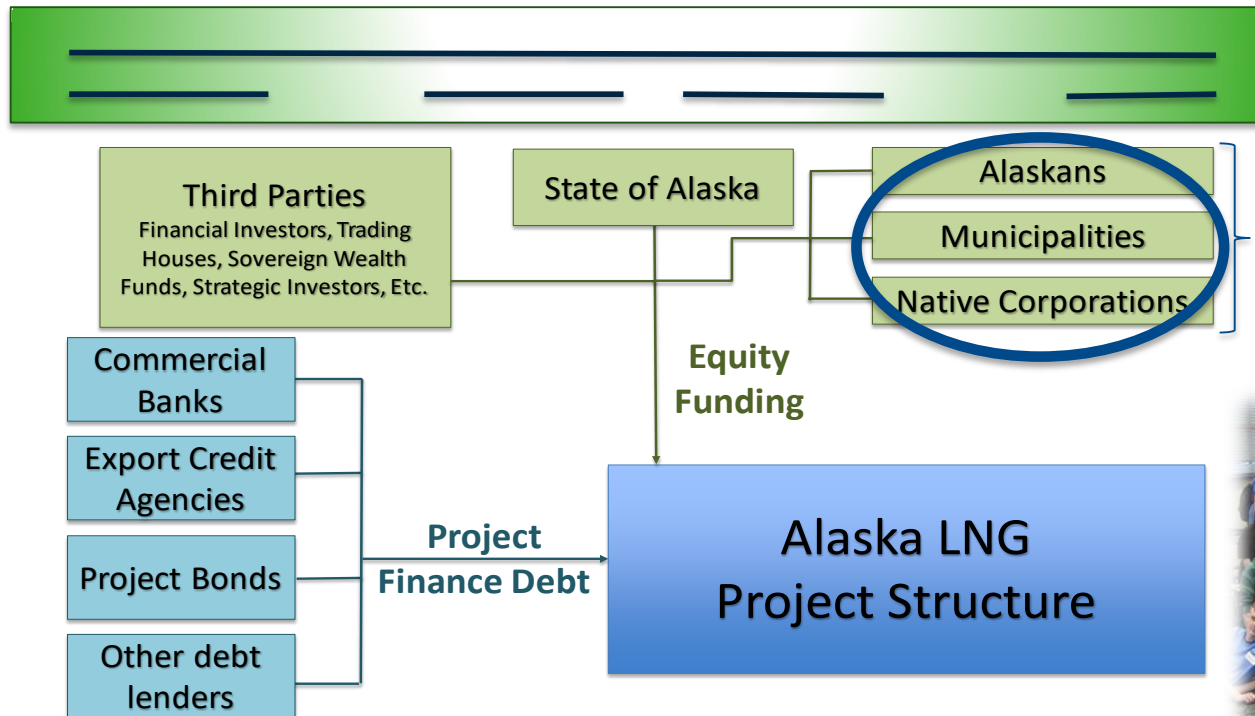 Third Parties
Financial Investors, Trading
Houses, Sovereign Wealth
Funds, Strategic Investors, Etc.
State of Alaska
Alaskans
Municipalities
Native Corporations
Commercial
Banks
Export Credit
Agencies
Project Bonds
Other debt
lenders
Equity
Funding
Project
Finance Debt
Alaska LNG
Project Structure